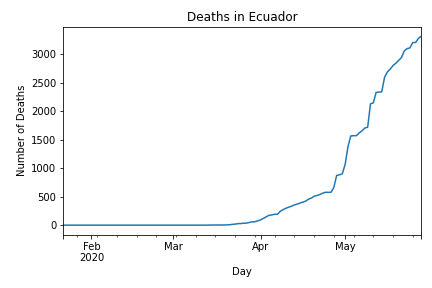 Deaths in Ecuador
Number of Deaths
3000
2500
2000
1500
1000
500
0
Feb
2020
Mar
Apr
May
Day